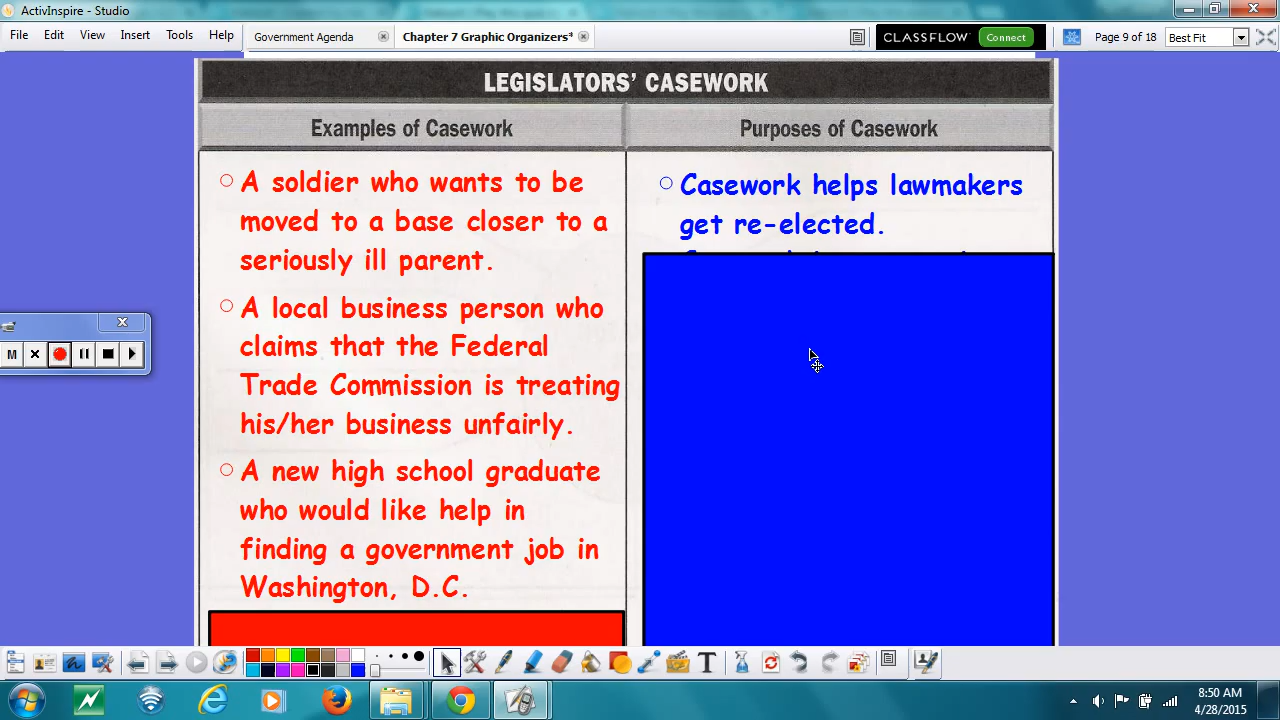 ActivInspire - Studio
File Edit View Insert Tools Help
Government Agenda
Chapter 7 Graphic Organizers*
CLASSFLOW Connect
Page 9 of 18
Best Fit
LEGISLATORS' CASEWORK
Examples of Casework
Purposes of Casework
A soldier who wants to be
moved to a base closer to a
seriously ill parent.
A local business person who
claims that the Federal
Trade Commission is treating
his/her business unfairly.
A new high school graduate
who would like help in
finding a government job in
Washington, D.C.
Casework helps lawmakers
get re-elected.
M
T
8:50 AM
4/28/2015